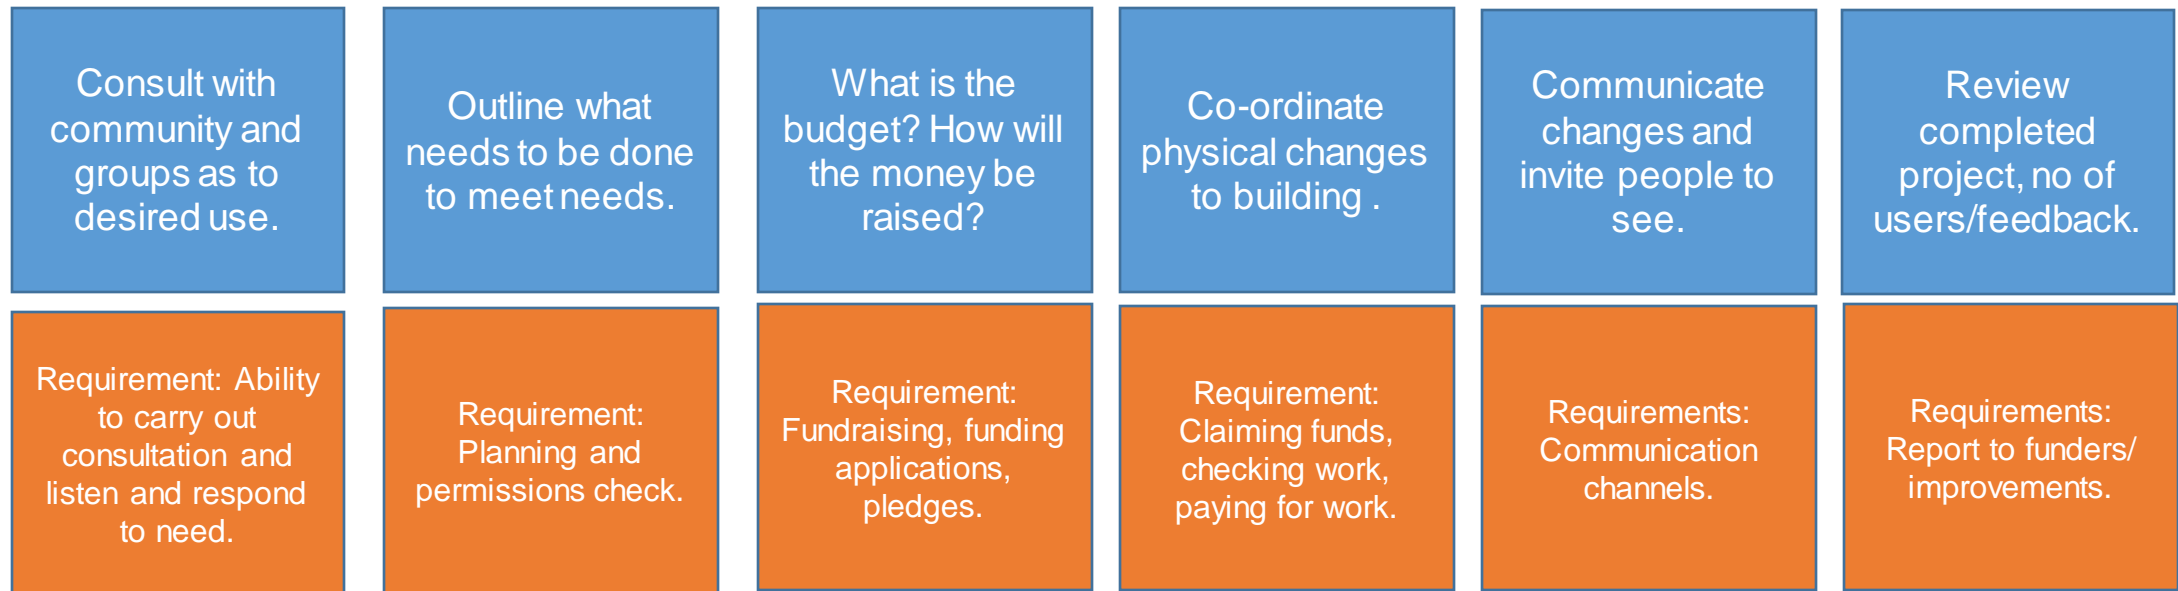 Consult with
community and
groups as to
desired use.
Outline what
needs to be done
to meet needs.
What is the
budget? How will
the money be
raised?
Co-ordinate
physical changes
to building .
Communicate
changes and
invite people to
see.
Review
completed
project, no of
users/feedback.
Requirement: Ability
to carry out
consultation and
listen and respond
to need.
Requirement:
Planning and
permissions check.
Requirement:
Fundraising, funding
applications,
pledges.
Requirement:
Claiming funds,
checking work,
paying for work.
Requirements:
Communication
channels.
Requirements:
Report to funders/
improvements.